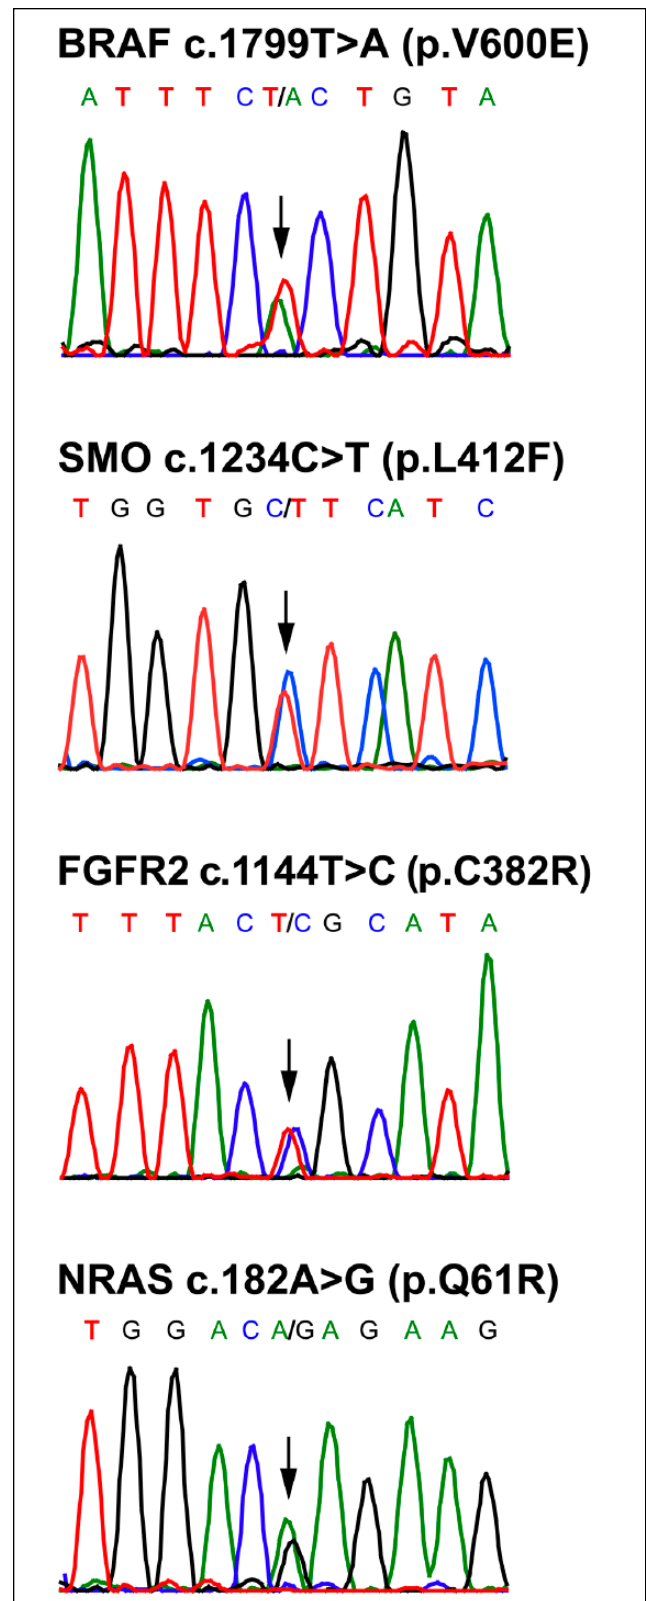 BRAF c.1799T>A (p.V600E)
A T T T C T/A C T G T A
SMO c.1234C>T (p.L412F)
T G G T G C/T T C A T C
FGFR2 c.1144T>C (p.C382R)
T T T A C T/C G C A T A
NRAS c.182A>G (p.Q61R)
T G G A C A/G A G A A G